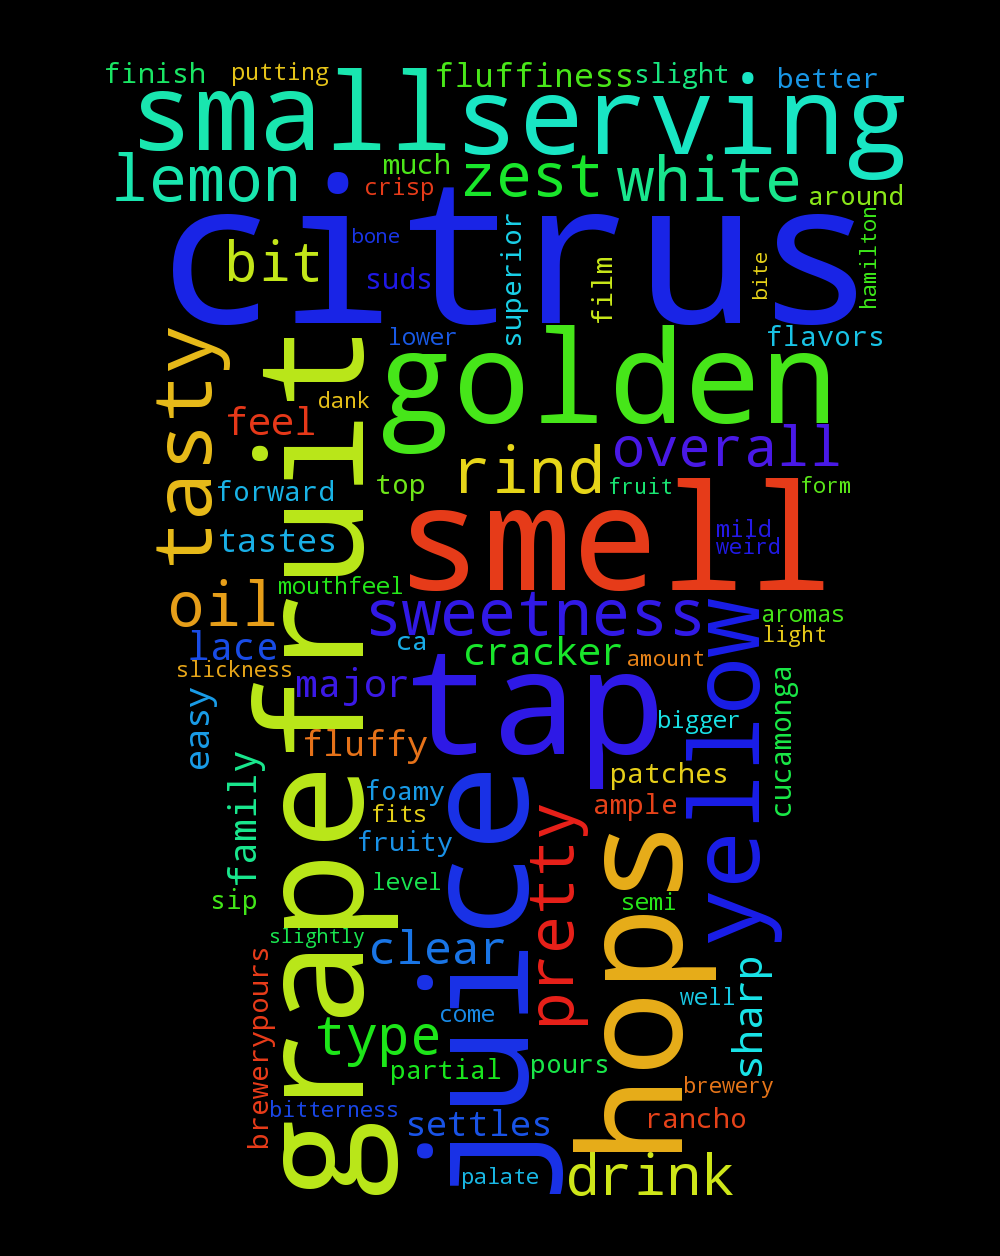 finish putting fluffiness slight better
small serving
lemon much crisp zest white around
citrus
bit bone suds superior film bite hamilton
lower flavors
tasty grapefruit golden
feel dank overall
rind
forward top fruit form
smell
tastes mild weird
mouthfeel
oil sweetness aromas
lace ca cracker light
slickness amount
major tap yellow cucamonga
easy bigger
fluffy patches
family foamy ample
fits juice pretty hops
fruity
level
sip semi
slightly
clear sharp
brewerypours well
come
type
partial pours
brewery
bitterness settles rancho
palate drink